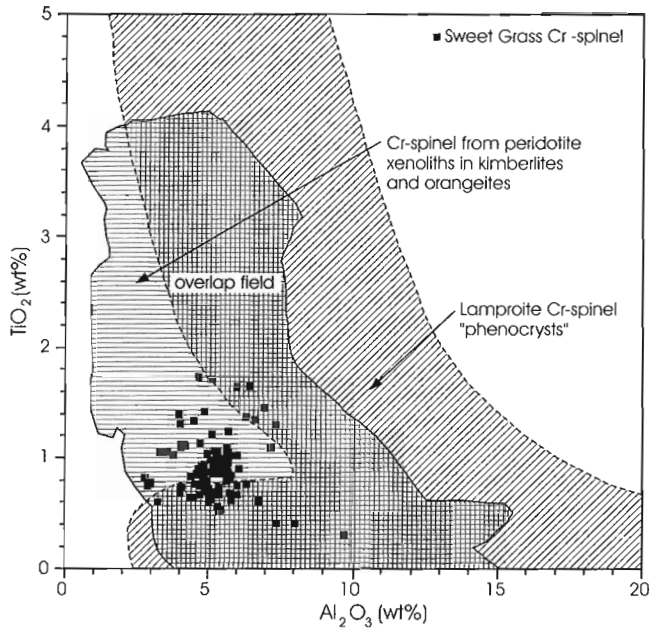 5
4
3
2
1
0
TiO2 (wt%)
■ Sweet Grass Cr -spinel
Cr-spinel from peridotite
xenoliths in kimberlites
and orangeites
overlap field
Lamproite Cr-spinel
"phenocrysts"
0
5
10
15
20
Al2O3 (wt%)